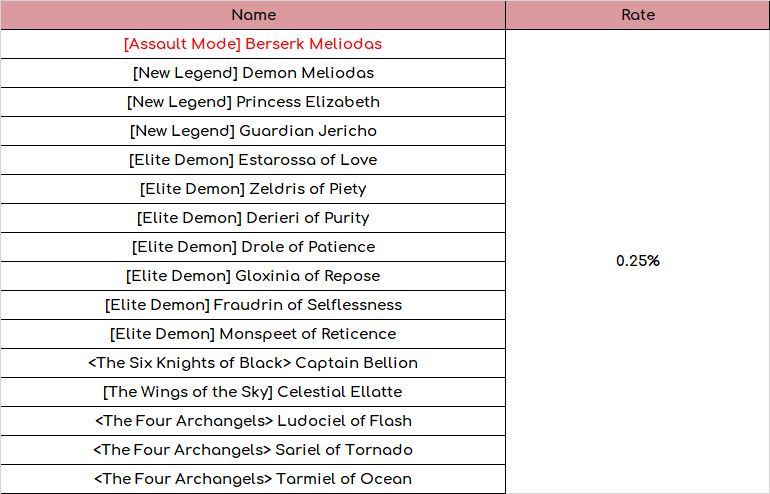 Name Rate
[Assault Mode] Berserk Meliodas
[New Legend] Demon Meliodas
[New Legend] Princess Elizabeth
[New Legend] Guardian Jericho
[Elite Demon] Estarossa of Love
[Elite Demon] Zeldris of Piety
[Elite Demon] Derieri of Purity
[Elite Demon] Drole of Patience
0.25%
[Elite Demon] Gloxinia of Repose
[Elite Demon] Fraudrin of Selflessness
[Elite Demon] Monspeet of Reticence
<The Six Knights of Black> Captain Bellion
[The Wings of the Sky] Celestial Ellatte
<The Four Archangels> Ludociel of Flash
<The Four Archangels> Sariel of Tornado
<The Four Archangels> Tarmiel of Ocean